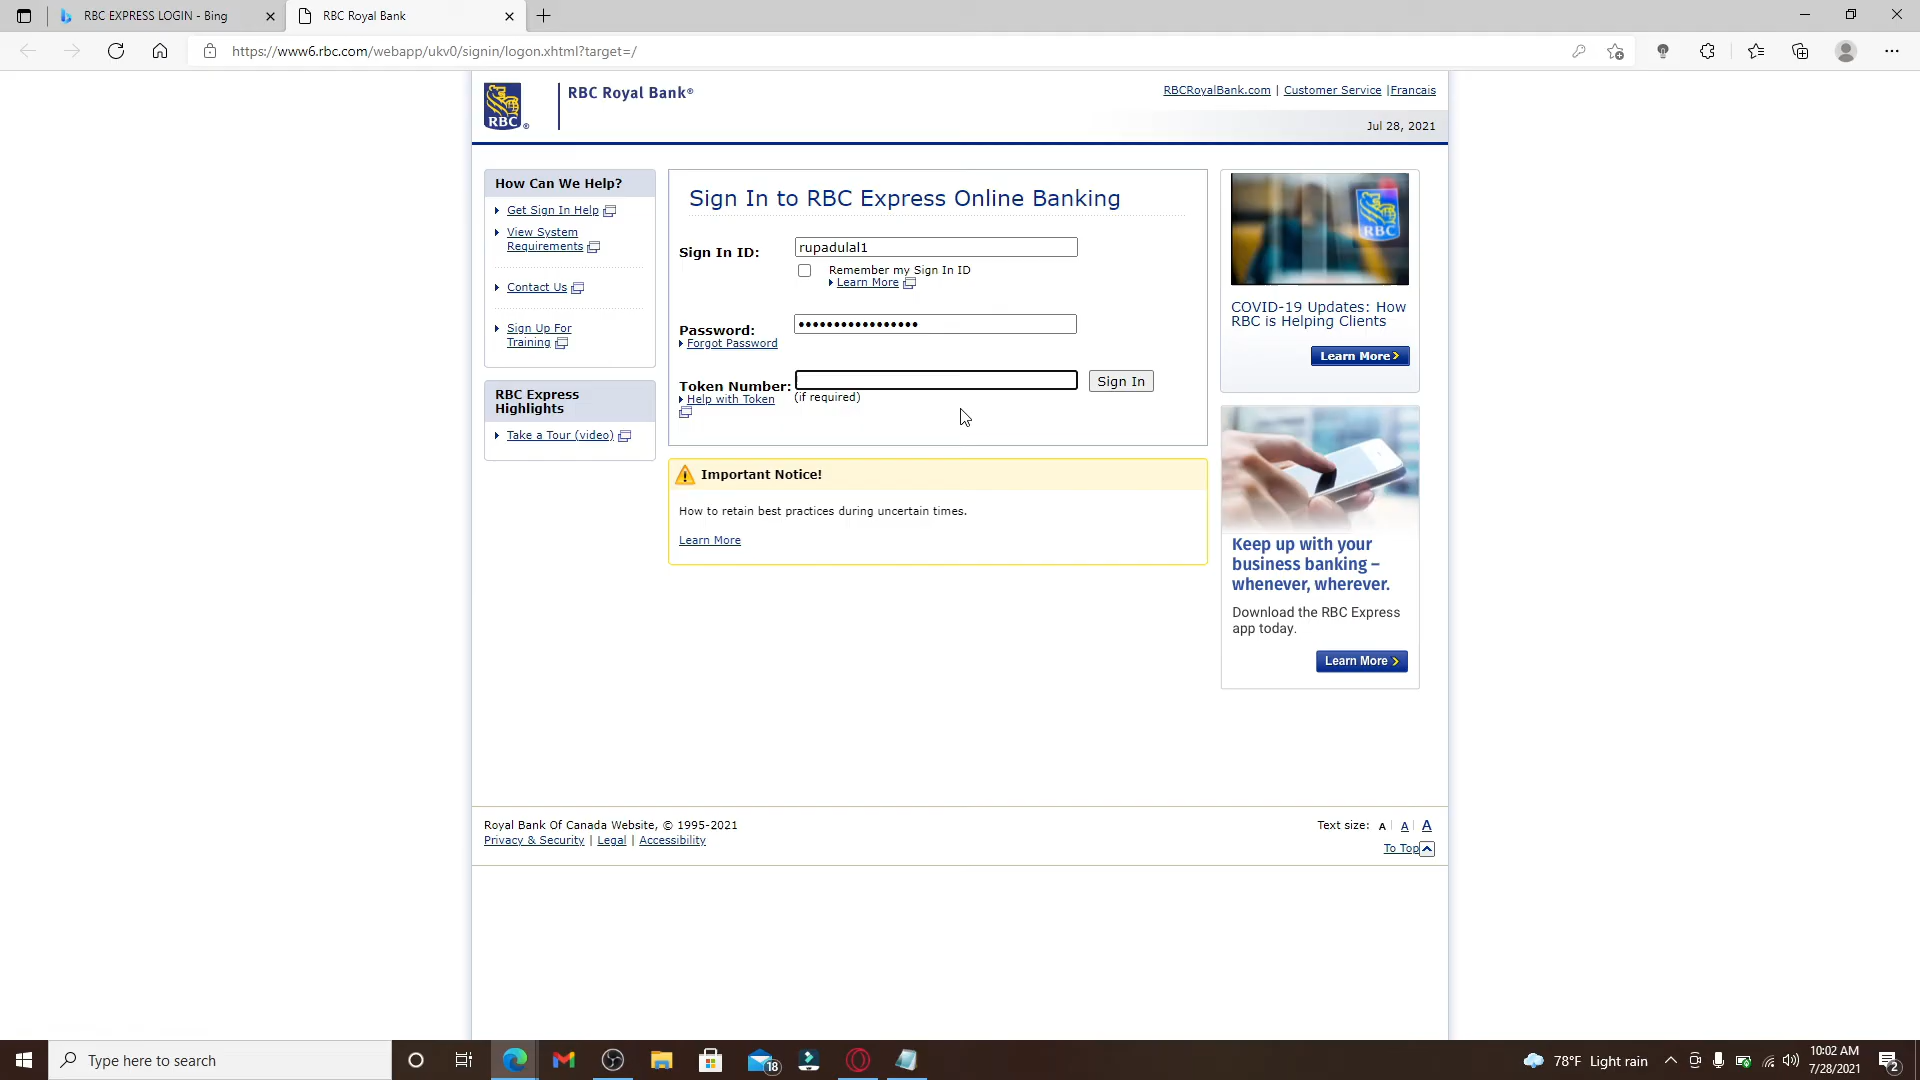 RBC EXPRESS LOGIN - Bing
RBC Royal Bank
https://www6.rbc.com/webapp/ukv0/signin/logon.xhtml?target=/
RBC
®
RBC Royal Bank®
RBCRoyalBank.com | Customer Service |Francais
Jul 28, 2021
How Can We Help?
Get Sign In Help
View System
Requirements
Contact Us
Sign Up For
Training
RBC Express
Highlights
Take a Tour (video)
Sign In to RBC Express Online Banking
Sign In ID:
rupadulal1
Remember my Sign In ID
Learn More
Password:
•••••••••••••••••
Forgot Password
Token Number:
Sign In
Help with Token
(if required)
Important Notice!
How to retain best practices during uncertain times.
Learn More
RBC
COVID-19 Updates: How
RBC is Helping Clients
Learn More
Keep up with your
business banking –
whenever, wherever.
Download the RBC Express
app today.
Learn More
Royal Bank Of Canada Website, © 1995-2021
Privacy & Security | Legal | Accessibility
Text size: A | A | A
To Top
Type here to search
18
78°F Light rain
10:02 AM
7/28/2021
2